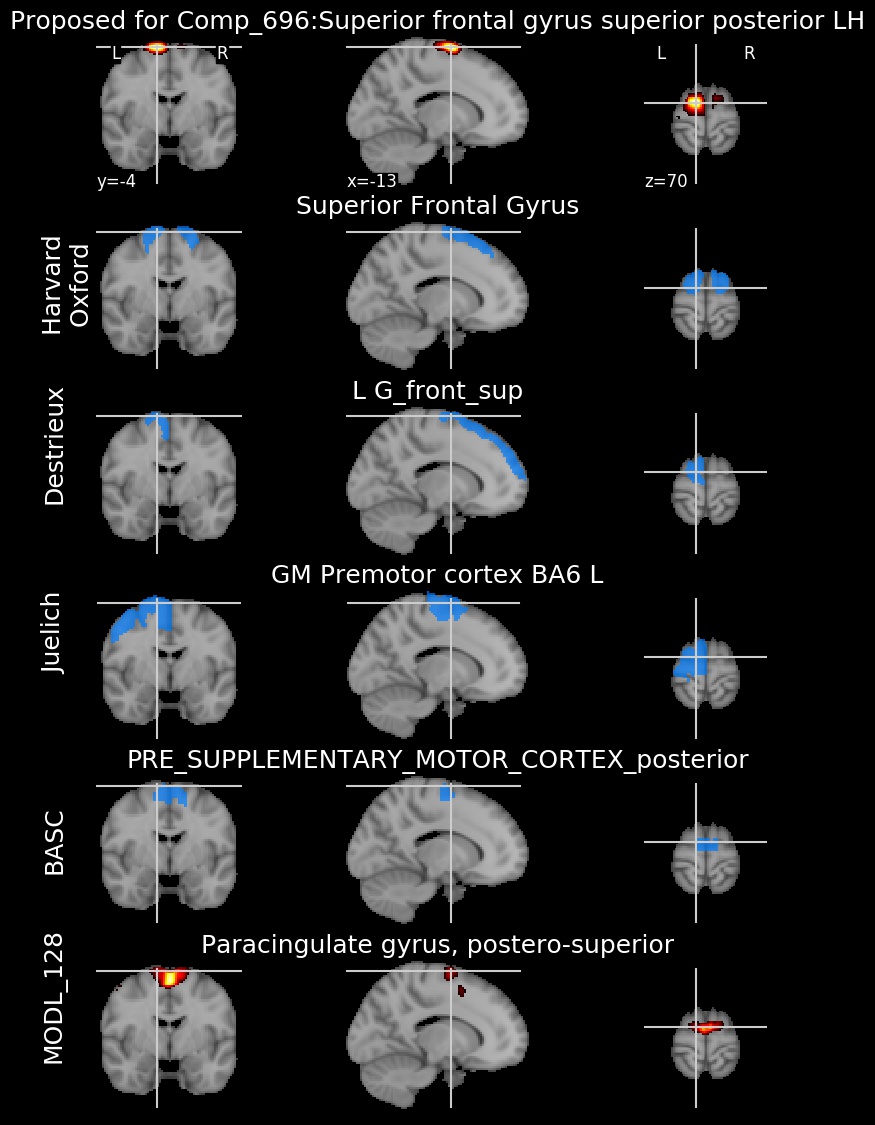 Proposed for Comp_696:Superior frontal gyrus superior posterior LH
L R
L R
y=-4
x=-13
z=70
Superior Frontal Gyrus
Harvard
Oxford
L G_front_sup
Destrieux
GM Premotor cortex BA6 L
Juelich
PRE_SUPPLEMENTARY_MOTOR_CORTEX_posterior
BASC
Paracingulate gyrus, postero-superior
MODL_128